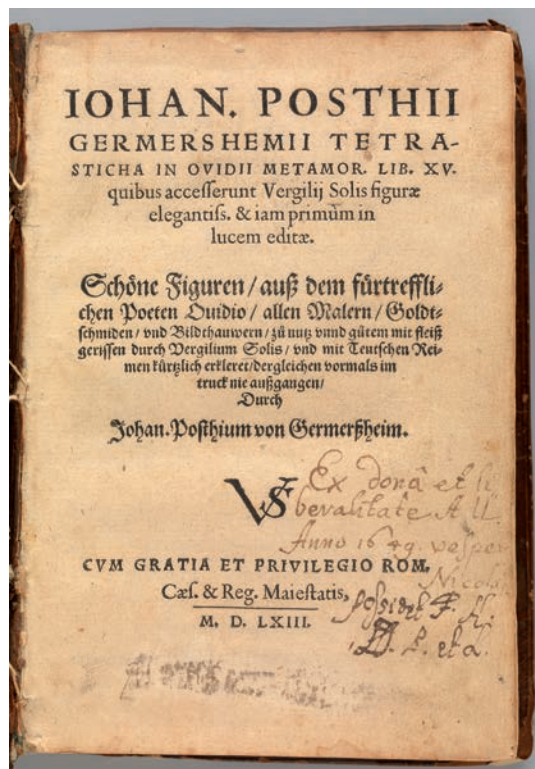 IOHAN. POSTHII
GERMERSHEMII TETRA-
STICHA IN OVIDII METAMOR. LIB. XV.
quibus accesserunt Vergilij Solis figuræ
elegantiss. & iam primùm in
lucem editæ.
Schöne Figuren/ auß dem fürtreffli-
chen Poeten Ouidio/ allen Malern/ Goldt-
schmiden/ vnd Bildthauwern/ zů nutz vnnd gůtem mit fleiß
gerissen durch Vergilium Solis/ vnd mit Teutschen Rei-
men kürtzlich erkleret/ dergleichen vormals im
truck nie außgangen/
Durch
Johan. Posthium von Germerßheim.
VS
Ex donâ et li
beralitate
Anno 1649.
CVM GRATIA ET PRIVILEGIO ROM.
Nicola
Cæs. & Reg. Maiestatis,
possidet
M. D. LXIII.